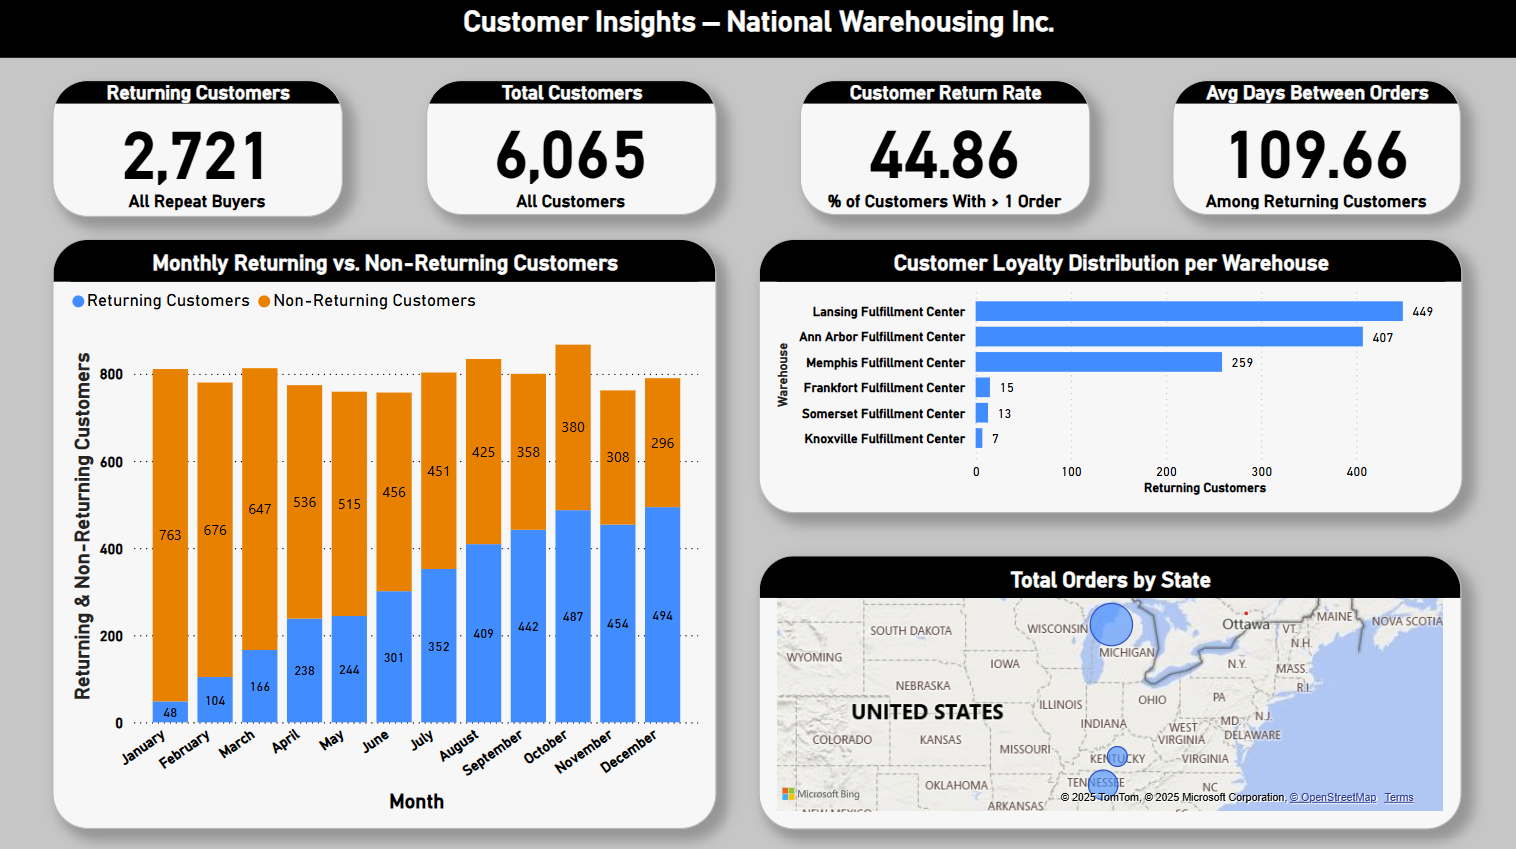 Customer Insights – National Warehousing Inc.
Returning Customers
2,721
All Repeat Buyers
Total Customers
6,065
All Customers
Customer Return Rate
44.86
% of Customers With > 1 Order
Avg Days Between Orders
109.66
Among Returning Customers
Monthly Returning vs. Non-Returning Customers
Returning Customers Non-Returning Customers
Returning & Non-Returning Customers
800
600
400
200
0
763 676 647 536 515 456 451 425 358 380 308 296
48 104 166 238 244 301 352 409 442 487 454 494
January February March April May June July August September October November December
Month
Customer Loyalty Distribution per Warehouse
Warehouse
Lansing Fulfillment Center 449
Ann Arbor Fulfillment Center 407
Memphis Fulfillment Center 259
Frankfort Fulfillment Center 15
Somerset Fulfillment Center 13
Knoxville Fulfillment Center 7
0 100 200 300 400
Returning Customers
Total Orders by State
MAINE
NOVA SCOTIA
Ottawa
SOUTH DAKOTA
WISCONSIN
VT.
N.H.
WYOMING
MICHIGAN
IOWA
N.Y.
MASS.
NEBRASKA
R.I.
ILLINOIS
OHIO
PA
UNITED STATES
INDIANA
MD.
N.J.
WEST
VIRGINIA
DELAWARE
COLORADO
KANSAS
MISSOURI
KENTUCKY
VIRGINIA
OKLAHOMA
TENNESSEE
NC
ARKANSAS
Microsoft Bing
© 2025 TomTom, © 2025 Microsoft Corporation, © OpenStreetMap Terms